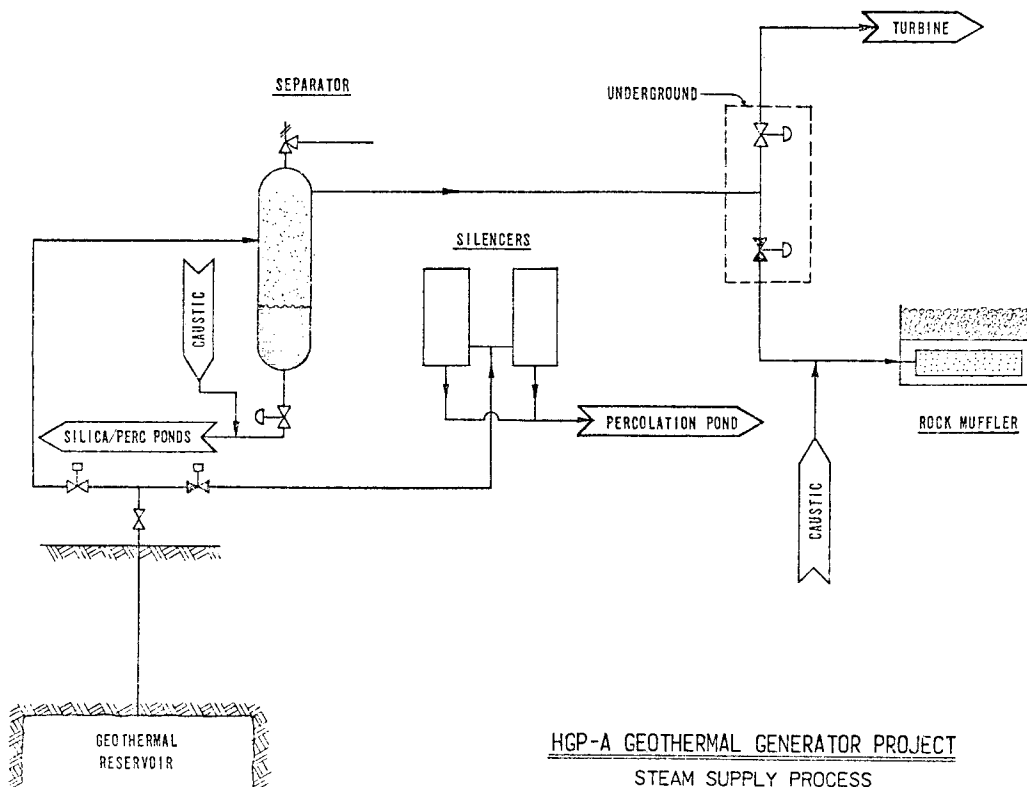 TURBINE
SEPARATOR
UNDERGROUND
SILENCERS
CAUSTIC
SILICA/PERC PONDS
PERCOLATION POND
ROCK MUFFLER
CAUSTIC
GEOTHERMAL
RESERVOIR
HGP-A GEOTHERMAL GENERATOR PROJECT
STEAM SUPPLY PROCESS